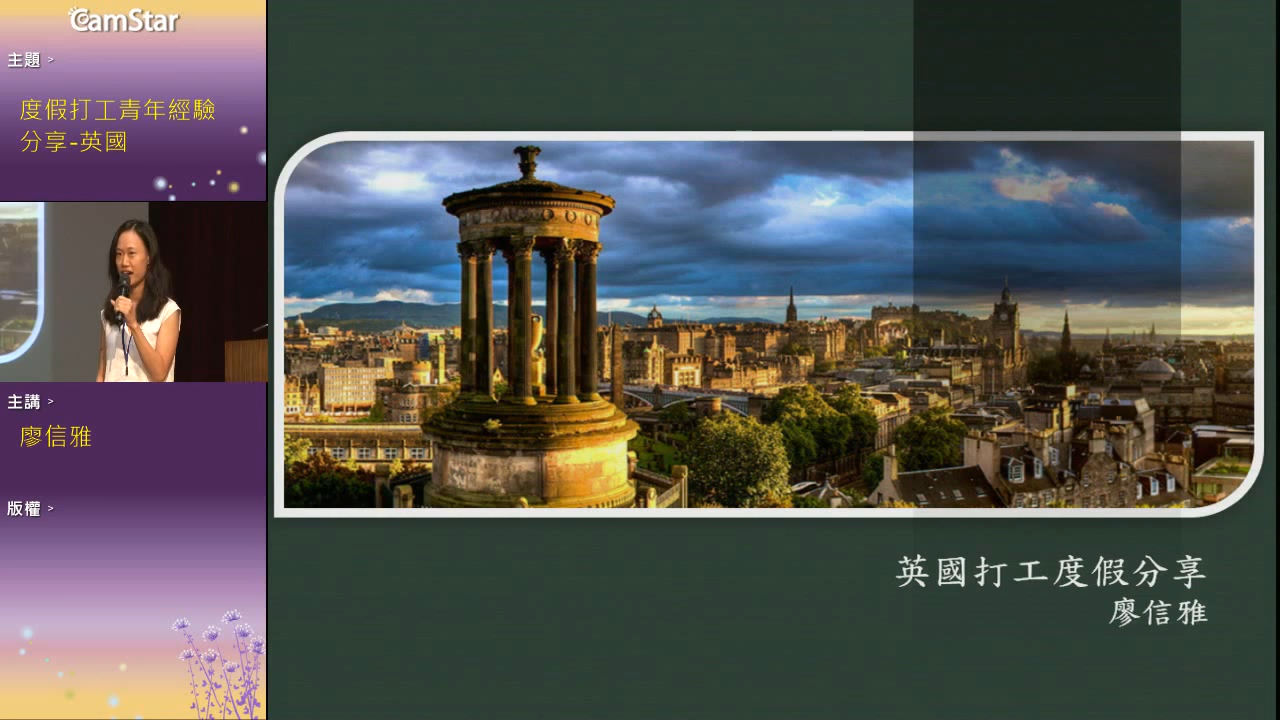 CamStar
主題 >
度假打工青年經驗
分享-英國
主講 >
廖信雅
版權 >
英國打工度假分享
廖信雅